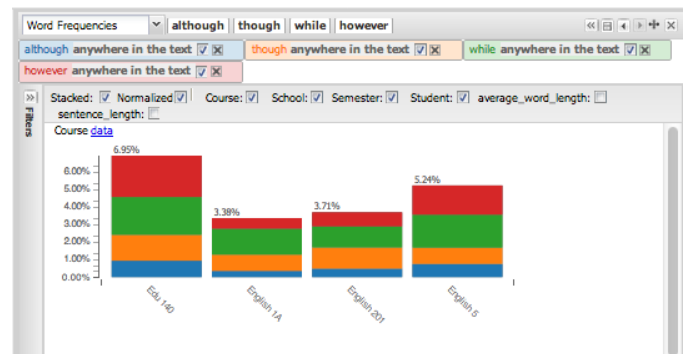 Word Frequencies although though while however
although anywhere in the text though anywhere in the text while anywhere in the text
however anywhere in the text
Filters
Stacked: Normalized Course: School: Semester: Student: average_word_length:
sentence_length:
Course data
6.95%
3.38%
3.71%
5.24%
6.00%
5.00%
4.00%
3.00%
2.00%
1.00%
0.00%
Edu 140
English 1A
English 201
English 5